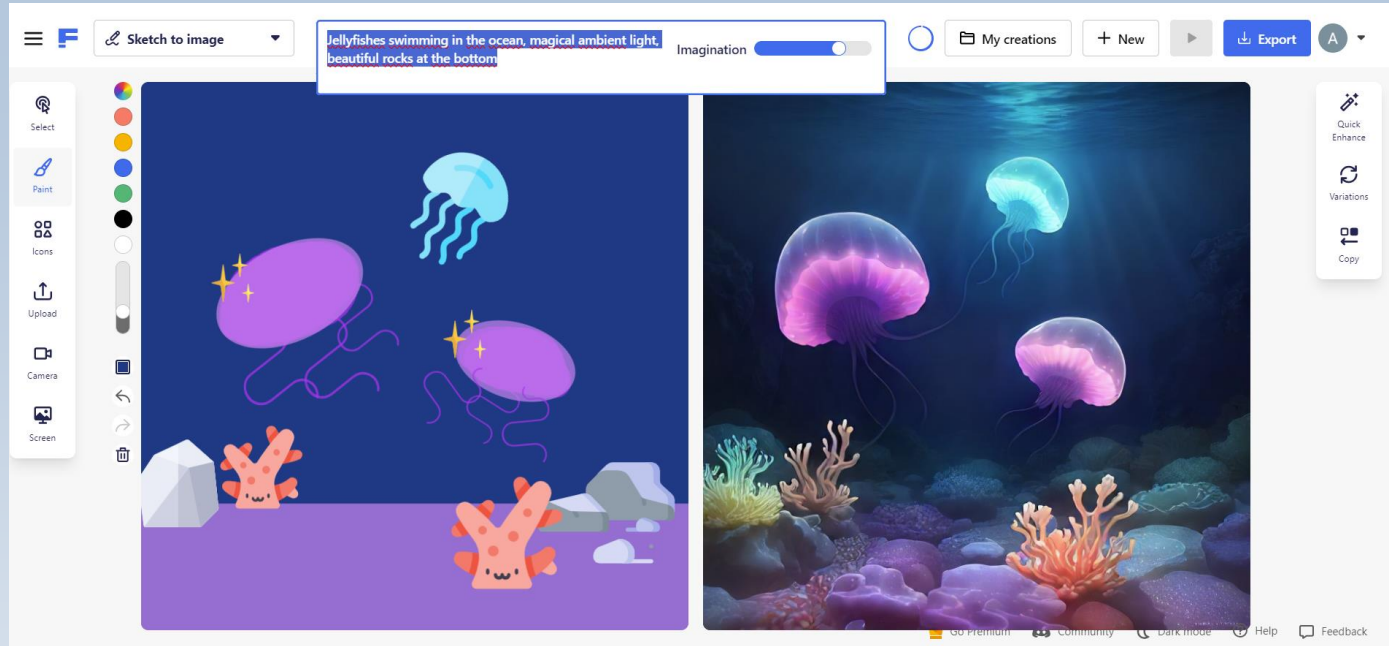 Sketch to image
Jellyfishes swimming in the ocean, magical ambient light,
beautiful rocks at the bottom
Imagination
My creations
New
Export
A
Select
Paint
Icons
Upload
Camera
Screen
Quick
Enhance
Variations
Copy
Go Premium
Community
Dark mode
Help
Feedback